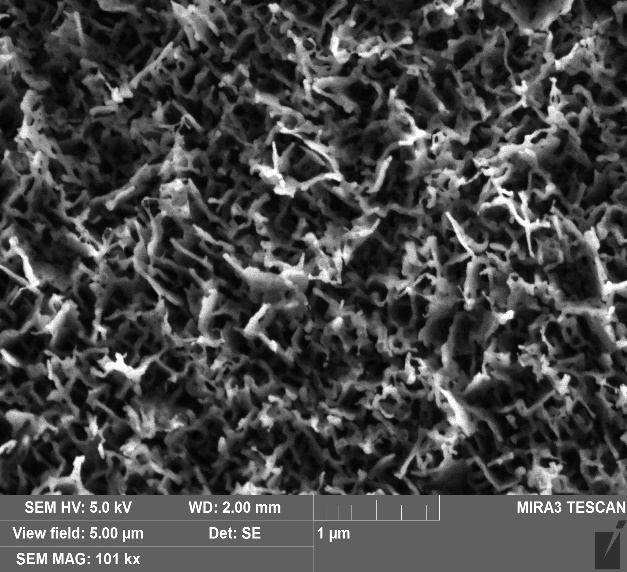 SEM HV: 5.0 kV WD: 2.00 mm MIRA3 TESCAN
View field: 5.00 µm Det: SE 1 µm
SEM MAG: 101 kx